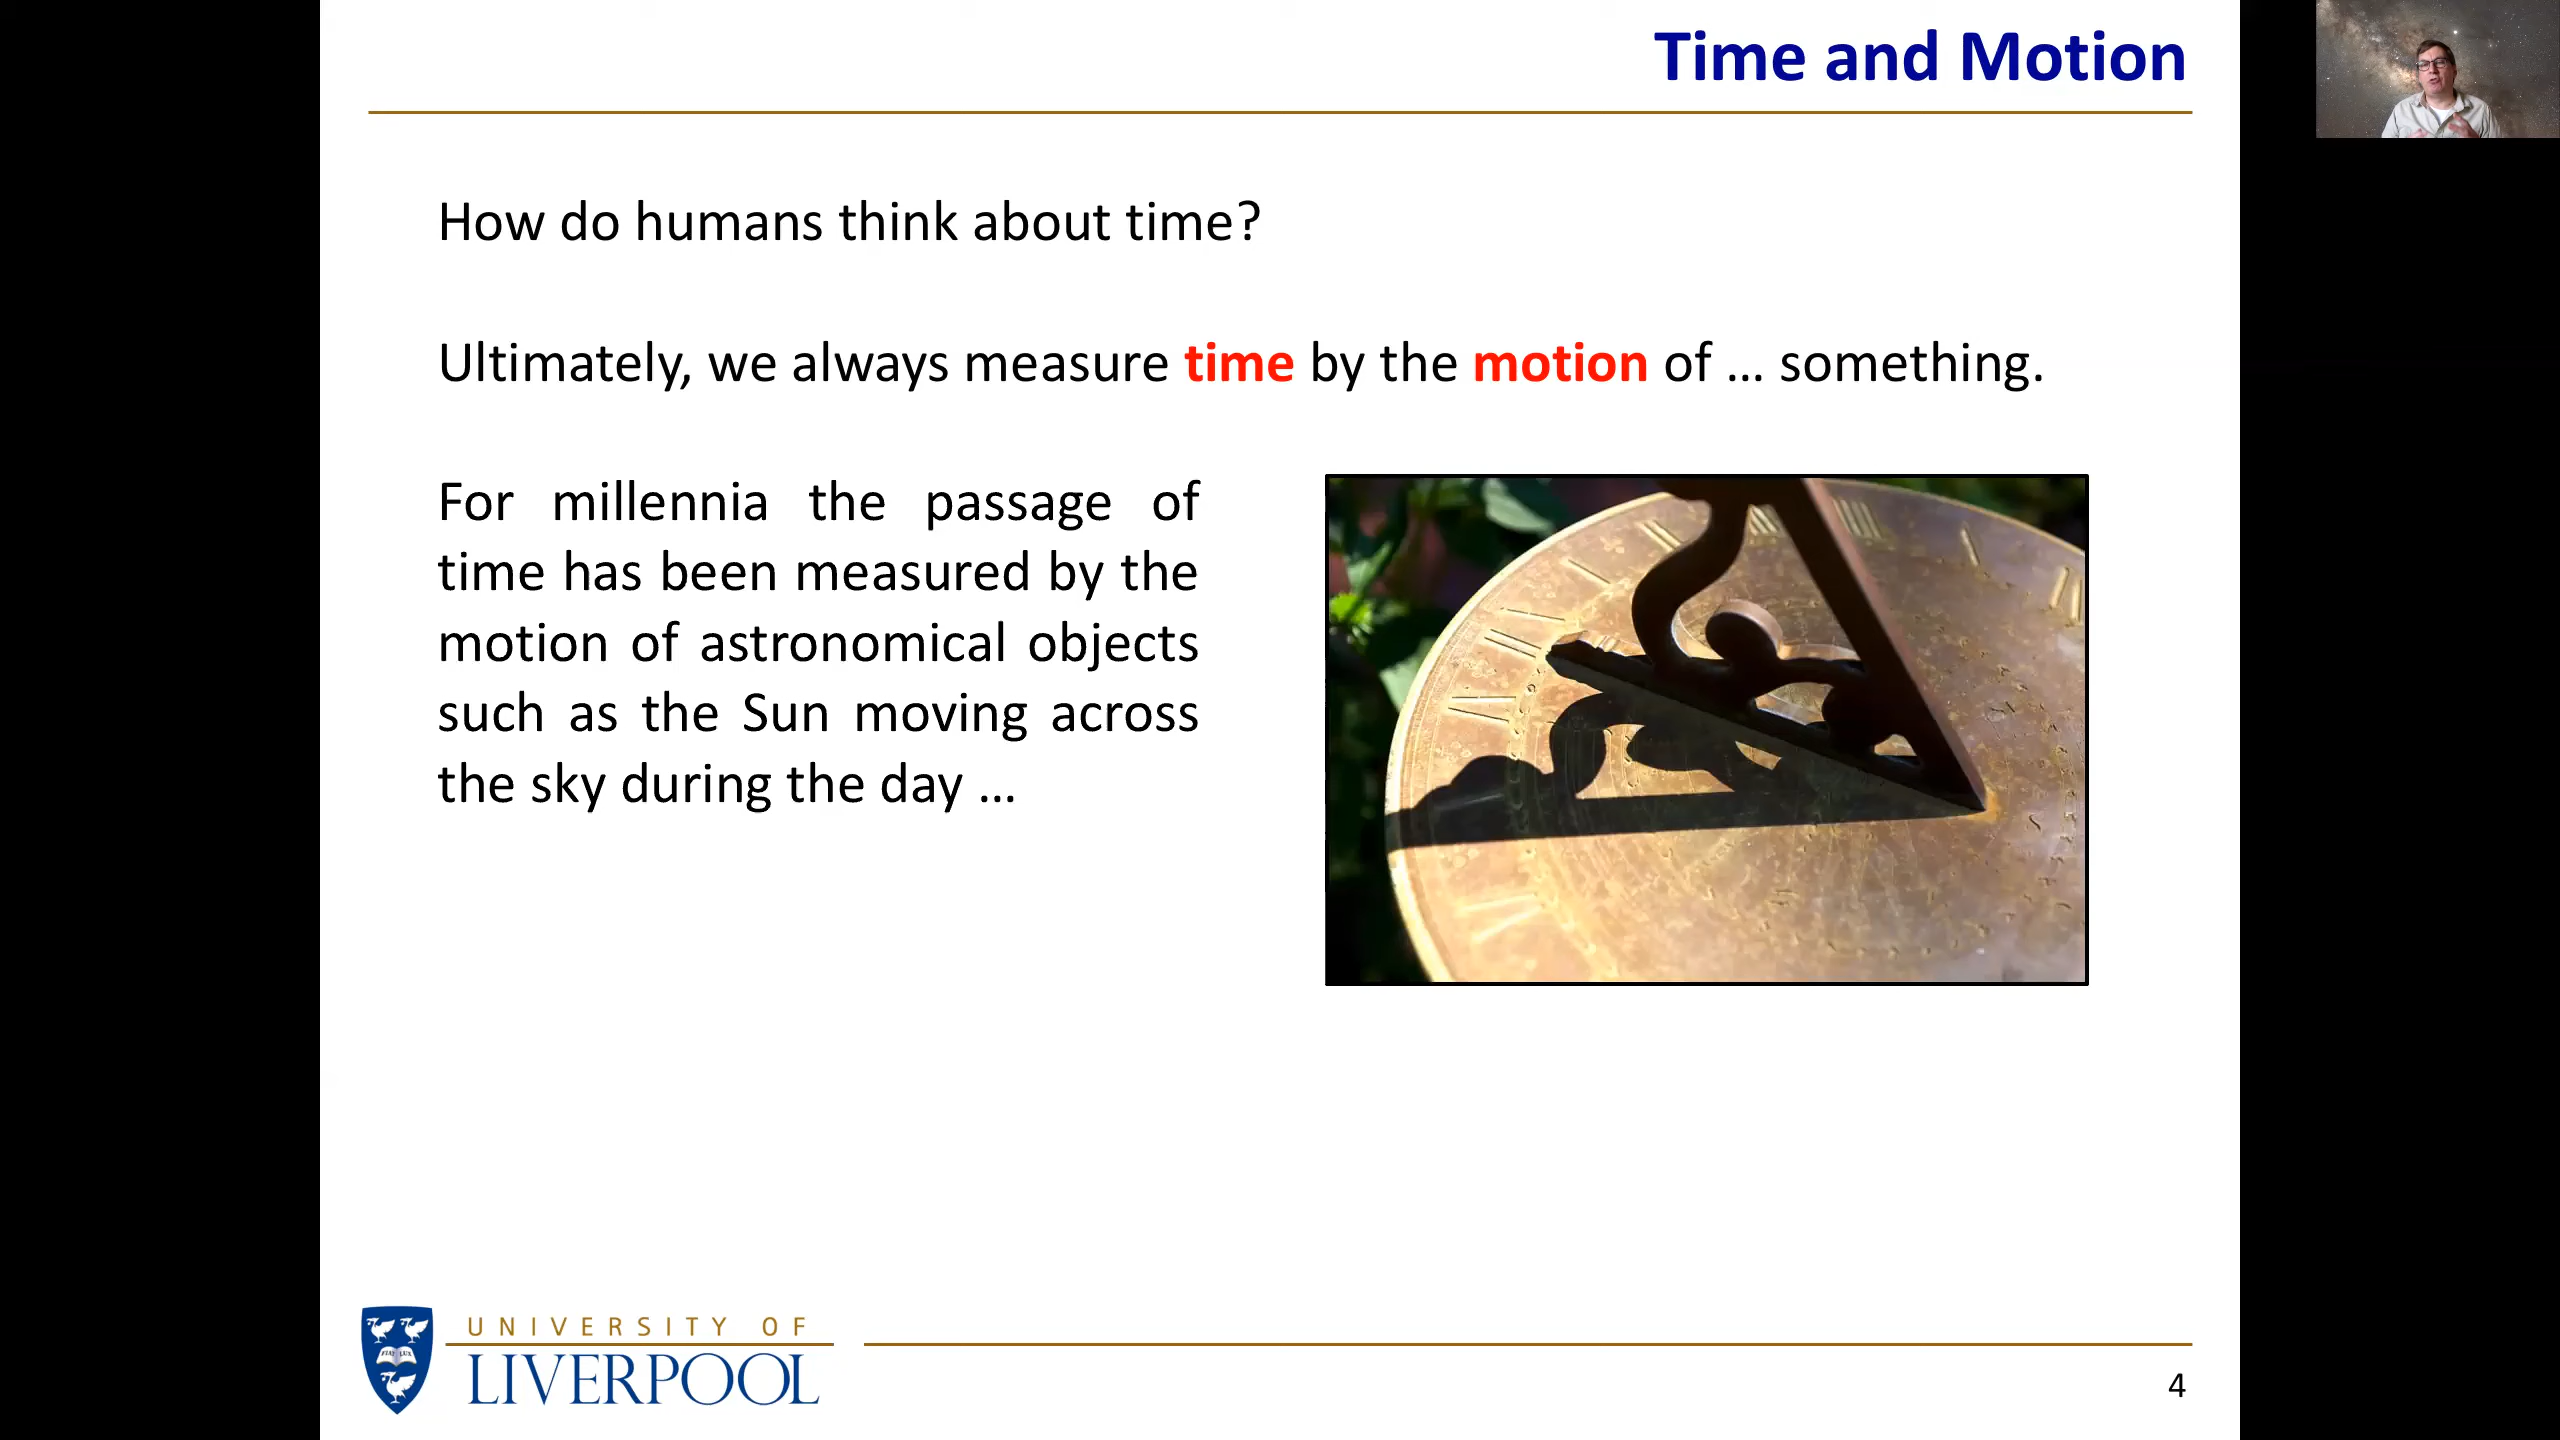 Time and Motion
How do humans think about time?
Ultimately, we always measure time by the motion of … something.
For millennia the passage of
time has been measured by the
motion of astronomical objects
such as the Sun moving across
the sky during the day …
FIAT LUX
UNIVERSITY OF
LIVERPOOL
4